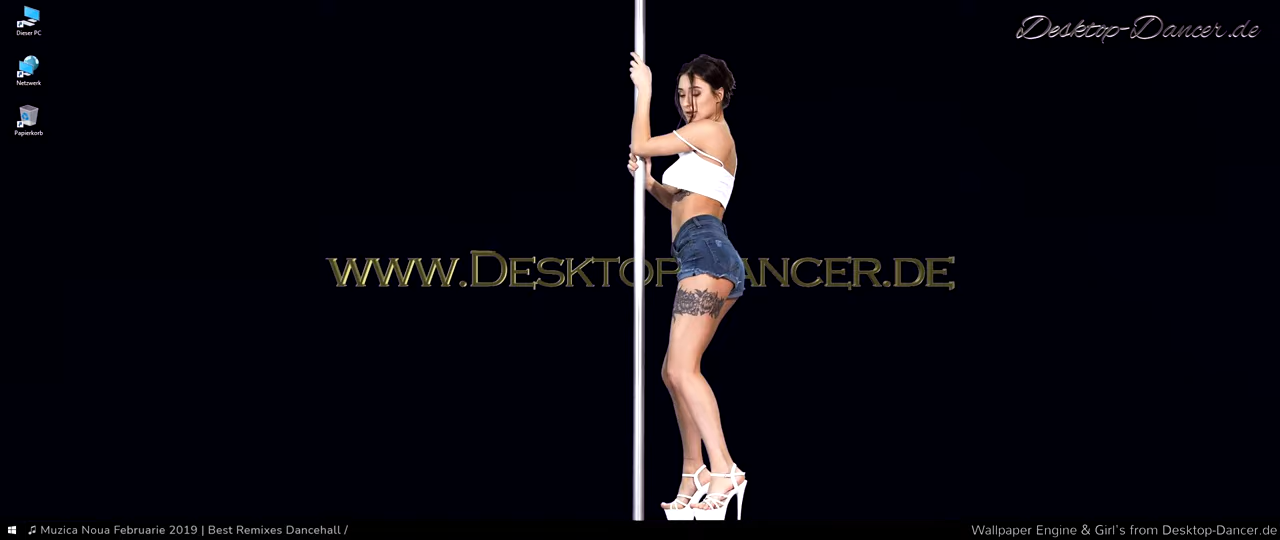 Dieser PC
Netzwerk
Papierkorb
Desktop-Dancer.de
www.Desktop-Dancer.de
♫ Muzica Noua Februarie 2019 | Best Remixes Dancehall /
Wallpaper Engine & Girl's from Desktop-Dancer.de